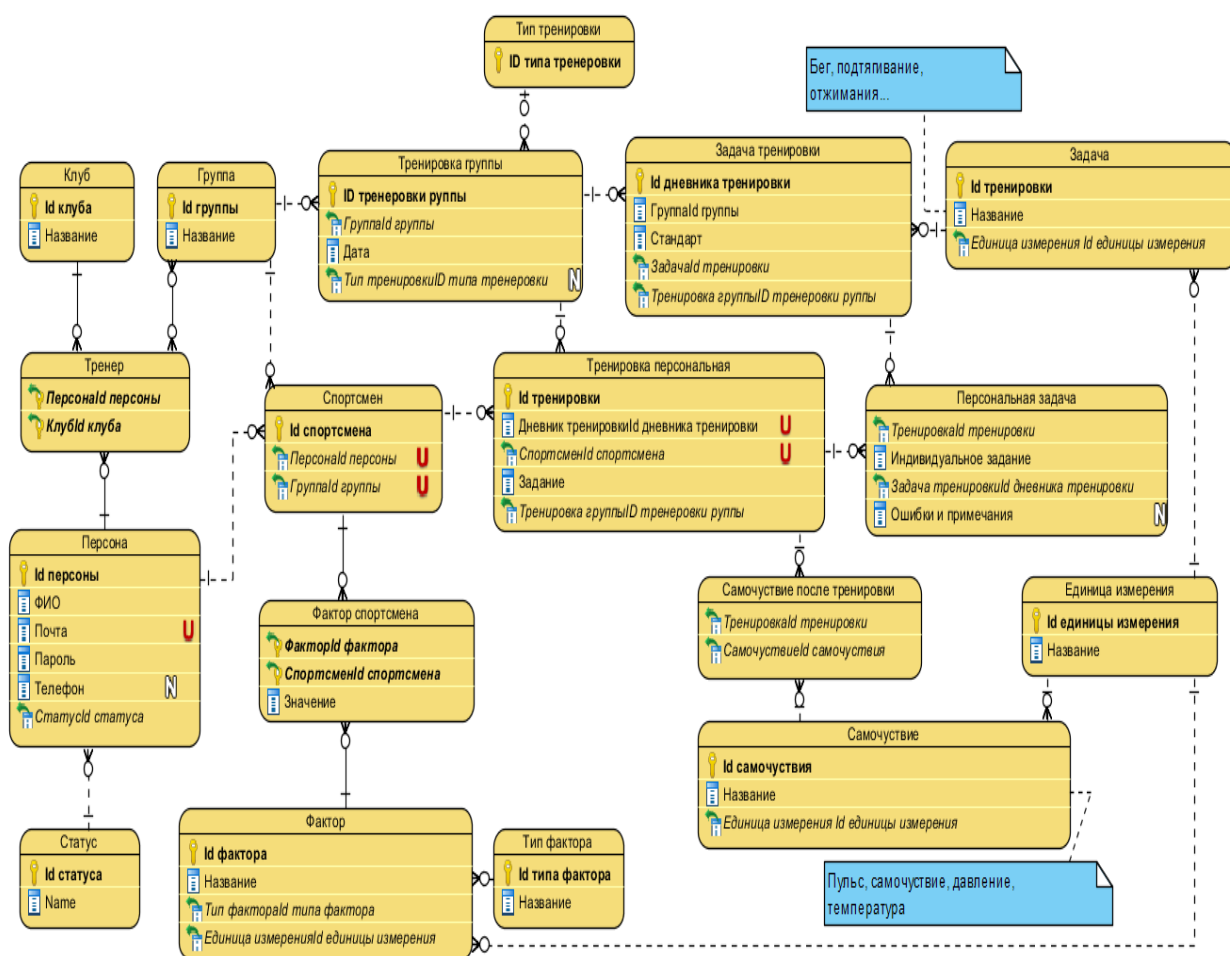 Тип тренировки
ID типа тренеровки
Бег, подтягивание,
отжимания...
Клуб
Id клуба
Название
Группа
Id группы
Название
Тренировка группы
ID тренеровки руппы
ГруппаId группы
Дата
Тип тренировкиID типа тренеровки
N
Задача тренировки
Id дневника тренировки
ГруппаId группы
Стандарт
ЗадачаId тренировки
Тренировка группыID тренеровки руппы
Задача
Id тренировки
Название
Единица измерения Id единицы измерения
Тренер
ПерсонаId персоны
КлубId клуба
Спортсмен
Id спортсмена
ПерсонаId персоны
U
ГруппаId группы
U
Тренировка персональная
Id тренировки
Дневник тренировкиId дневника тренировки
U
СпортсменId спортсмена
U
Задание
Тренировка группыID тренеровки руппы
Персональная задача
ТренировкаId тренировки
Индивидуальное задание
Задача тренировкиId дневника тренировки
Ошибки и примечания
N
Персона
Id персоны
ФИО
Почта
U
Пароль
Телефон
N
СтатусId статуса
Фактор спортсмена
ФакторId фактора
СпортсменId спортсмена
Значение
Самочуствие после тренировки
ТренировкаId тренировки
СамочуствиеId самочуствия
Единица измерения
Id единицы измерения
Название
Самочуствие
Id самочуствия
Название
Единица измерения Id единицы измерения
Статус
Id статуса
Name
Фактор
Id фактора
Название
Тип фактораId типа фактора
Единица измеренияId единицы измерения
Тип фактора
Id типа фактора
Название
Пульс, самочуствие, давление,
температура